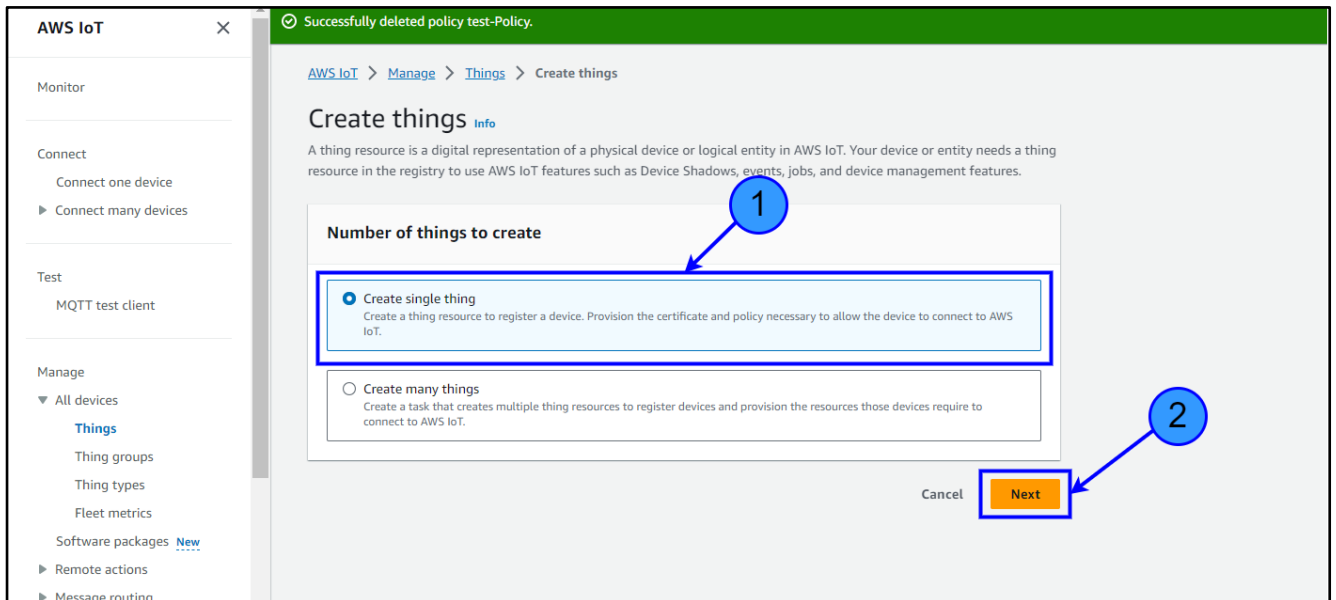 AWS IoT
Monitor
Connect
Connect one device
Connect many devices
Test
MQTT test client
Manage
All devices
Things
Thing groups
Thing types
Fleet metrics
Software packages New
Remote actions
Message routing
Successfully deleted policy test-Policy.
AWS IoT > Manage > Things > Create things
Create things Info
A thing resource is a digital representation of a physical device or logical entity in AWS IoT. Your device or entity needs a thing
resource in the registry to use AWS IoT features such as Device Shadows, events, jobs, and device management features.
1
Number of things to create
Create single thing
Create a thing resource to register a device. Provision the certificate and policy necessary to allow the device to connect to AWS
IoT.
Create many things
Create a task that creates multiple thing resources to register devices and provision the resources those devices require to
connect to AWS IoT.
2
Cancel Next